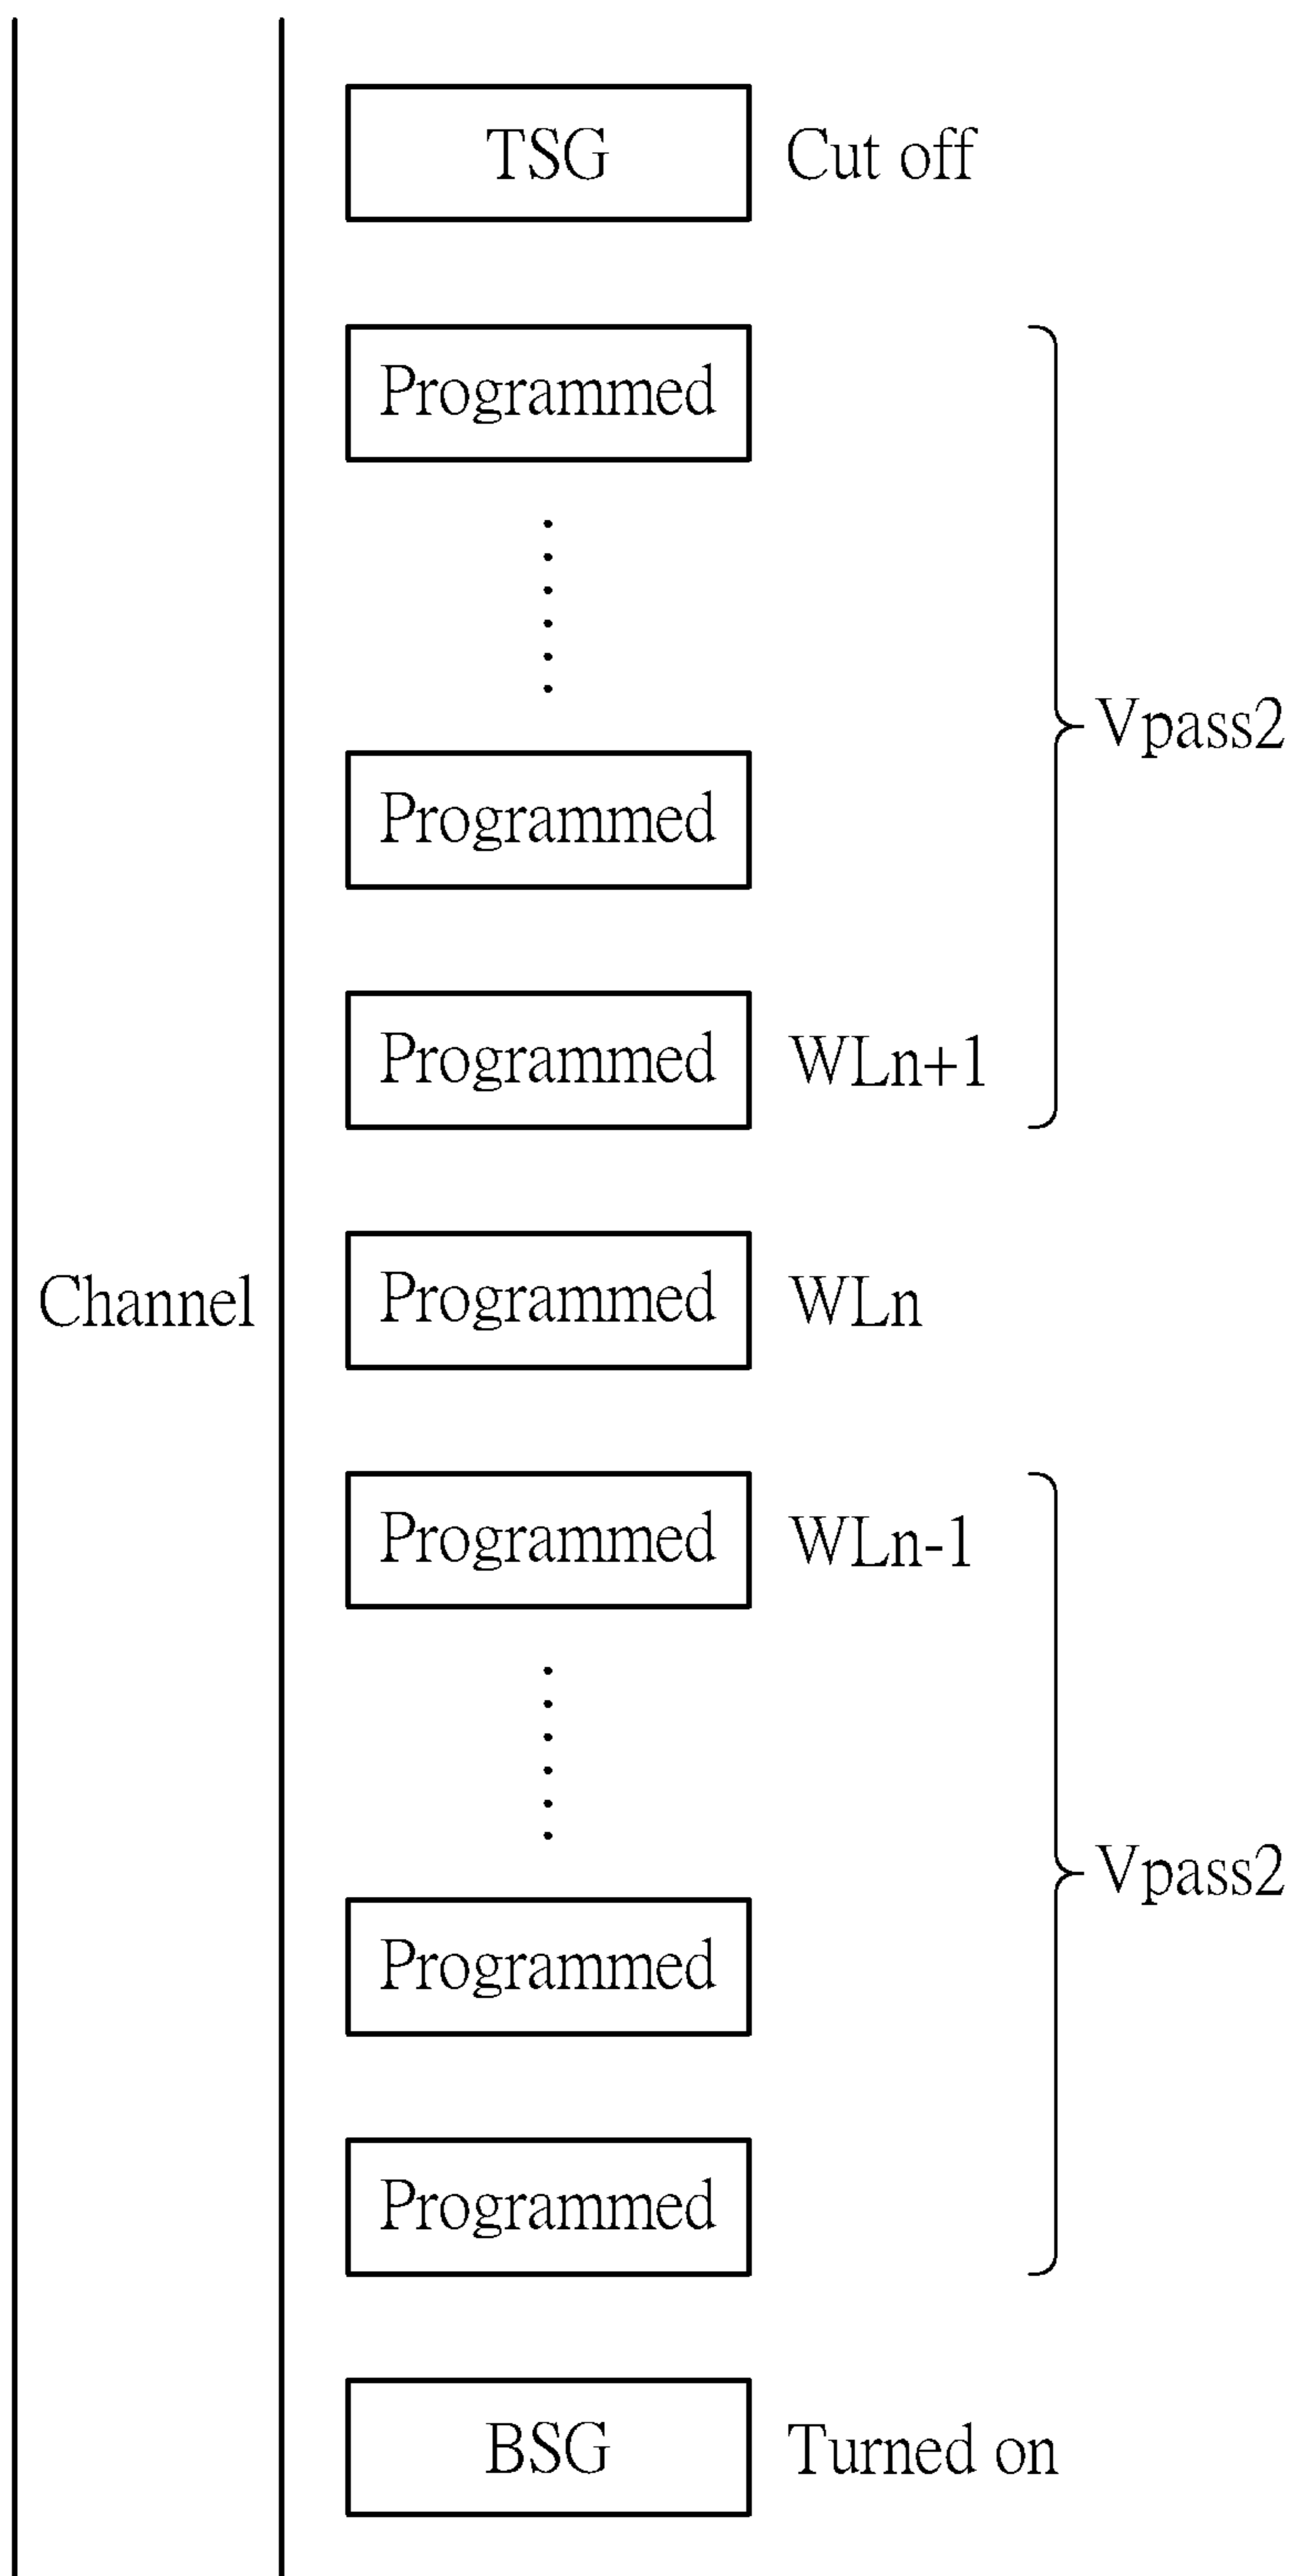 TSG Cut off
Programmed
Vpass2
Programmed
Programmed WLn+1
Channel Programmed WLn
Programmed WLn-1
Vpass2
Programmed
Programmed
BSG Turned on